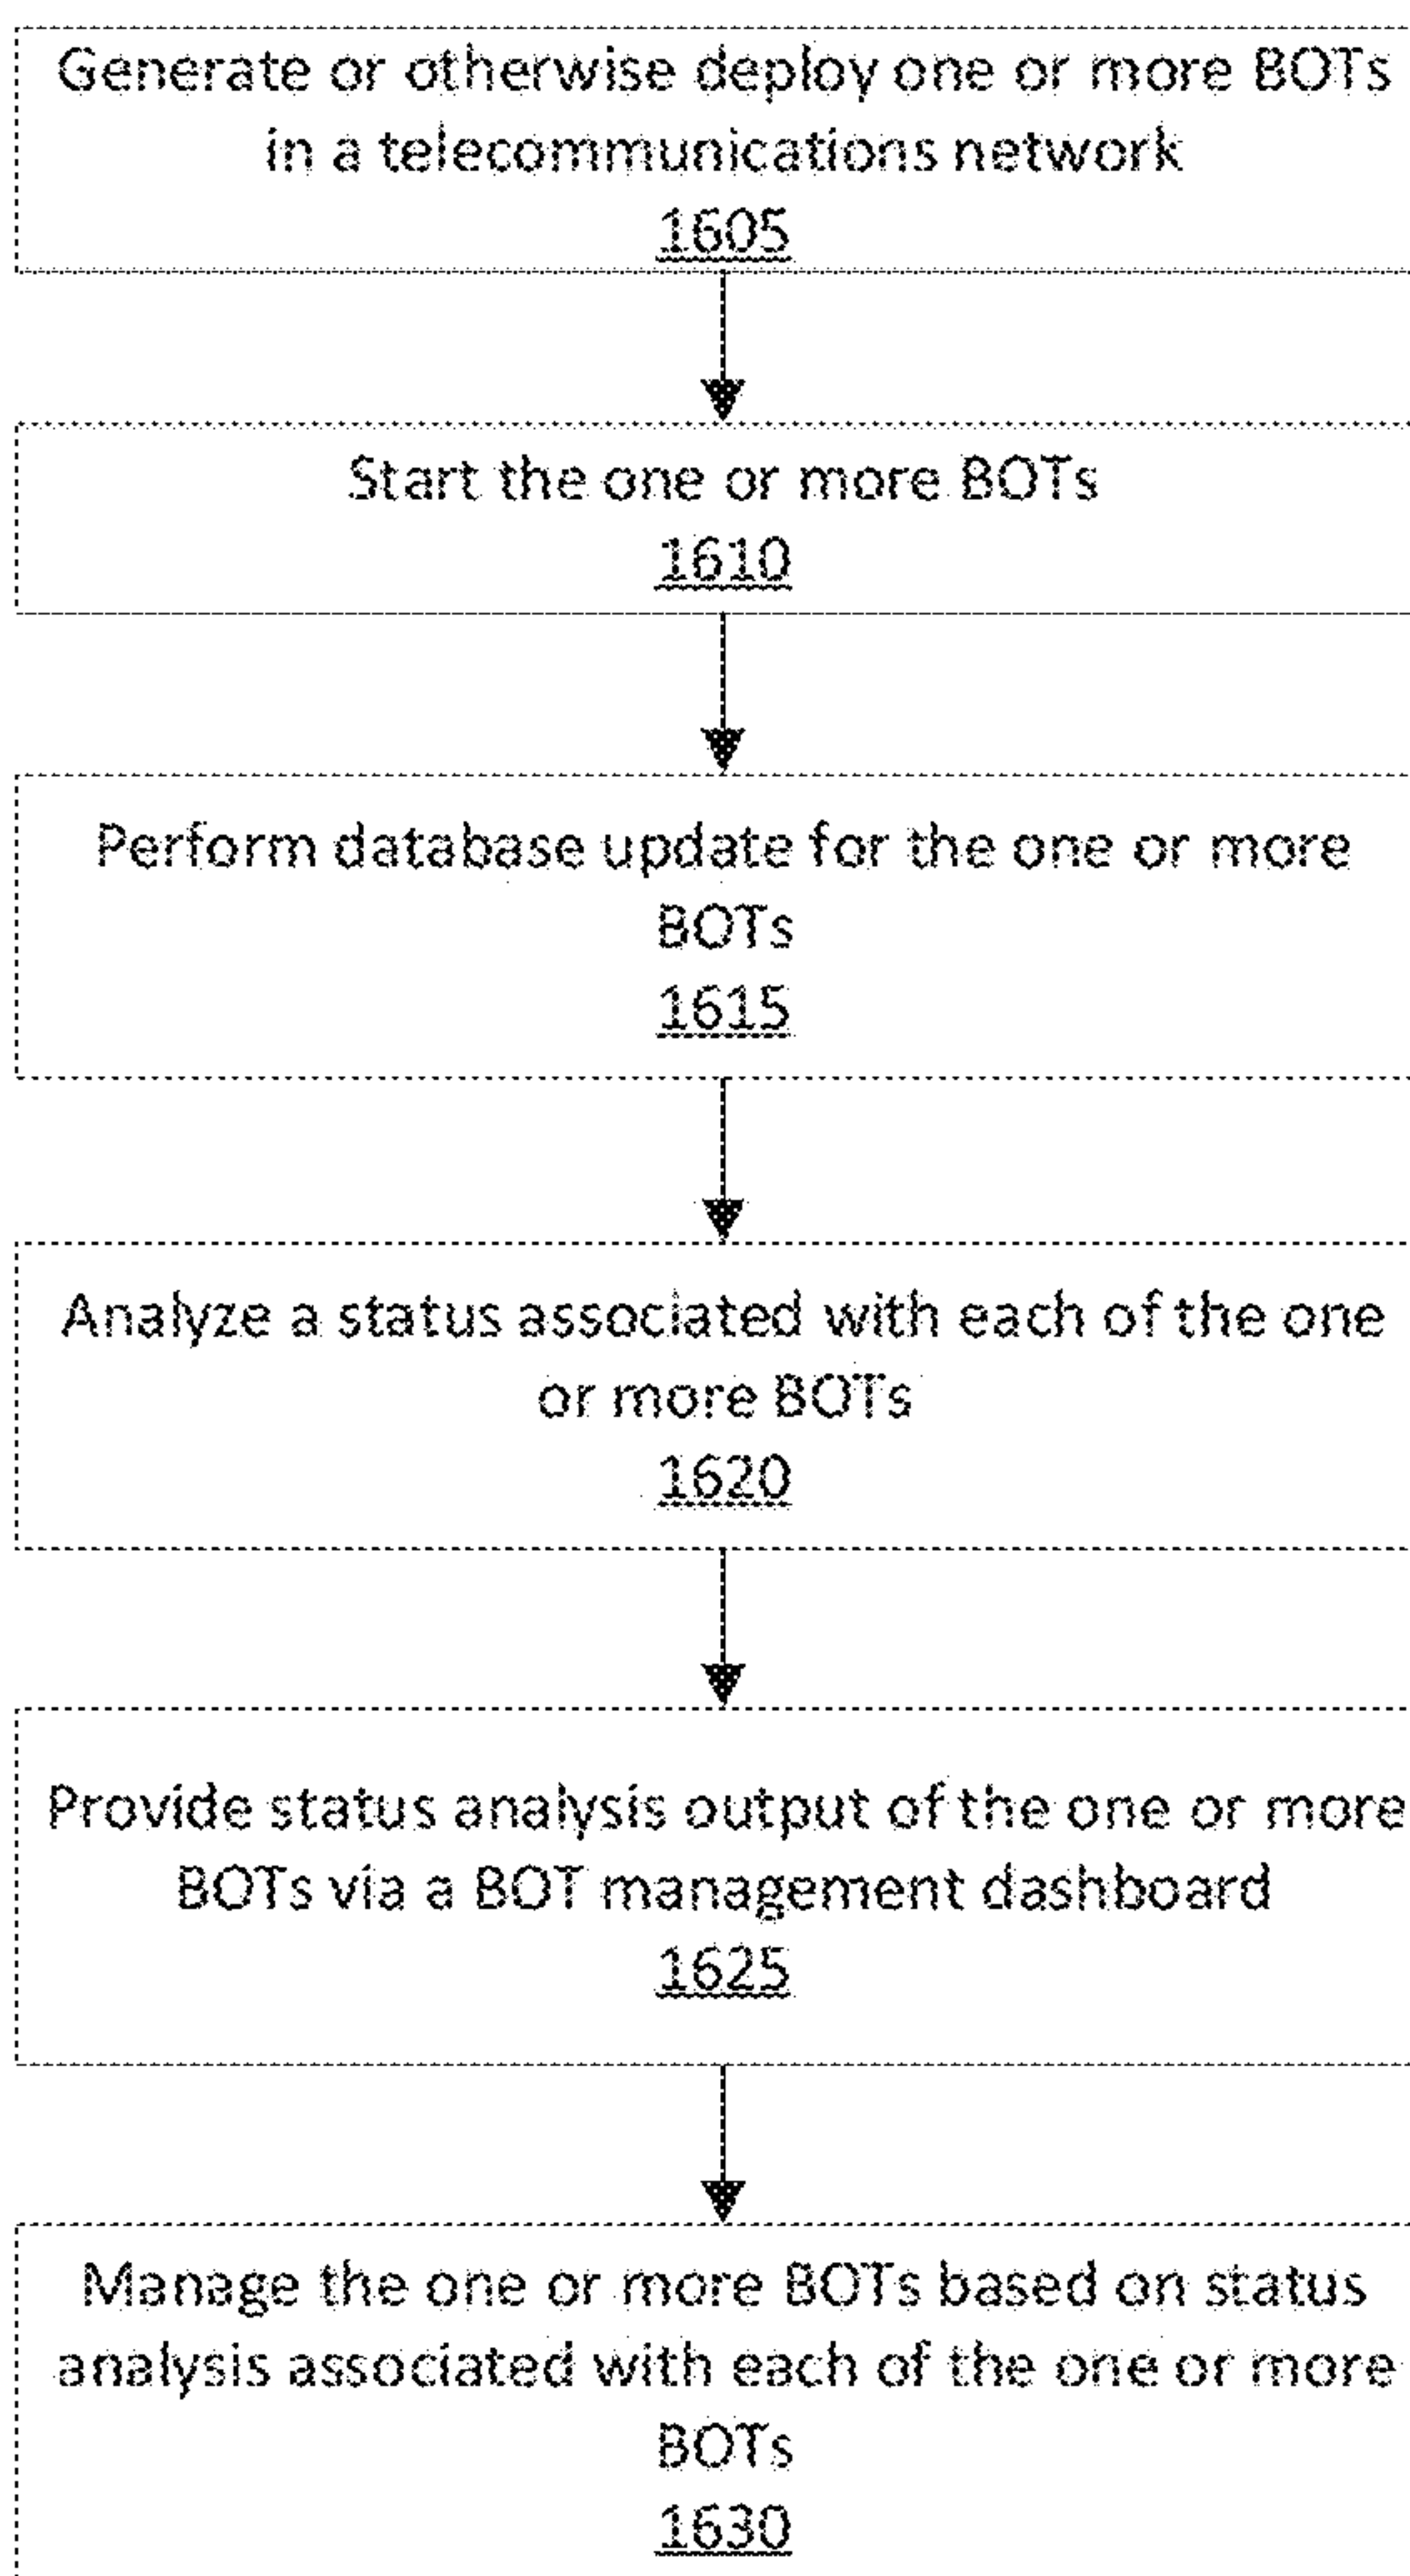 Generate or otherwise deploy one or more BOTs
in a telecommunications network
1605
Start the one or more BOTs
1610
Perform database update for the one or more
BOTs
1615
Analyze a status associated with each of the one
or more BOTs
1620
Provide status analysis output of the one or more
BOTs via a BOT management dashboard
1625
Manage the one or more BOTs based on status
analysis associated with each of the one or more
BOTs
1630